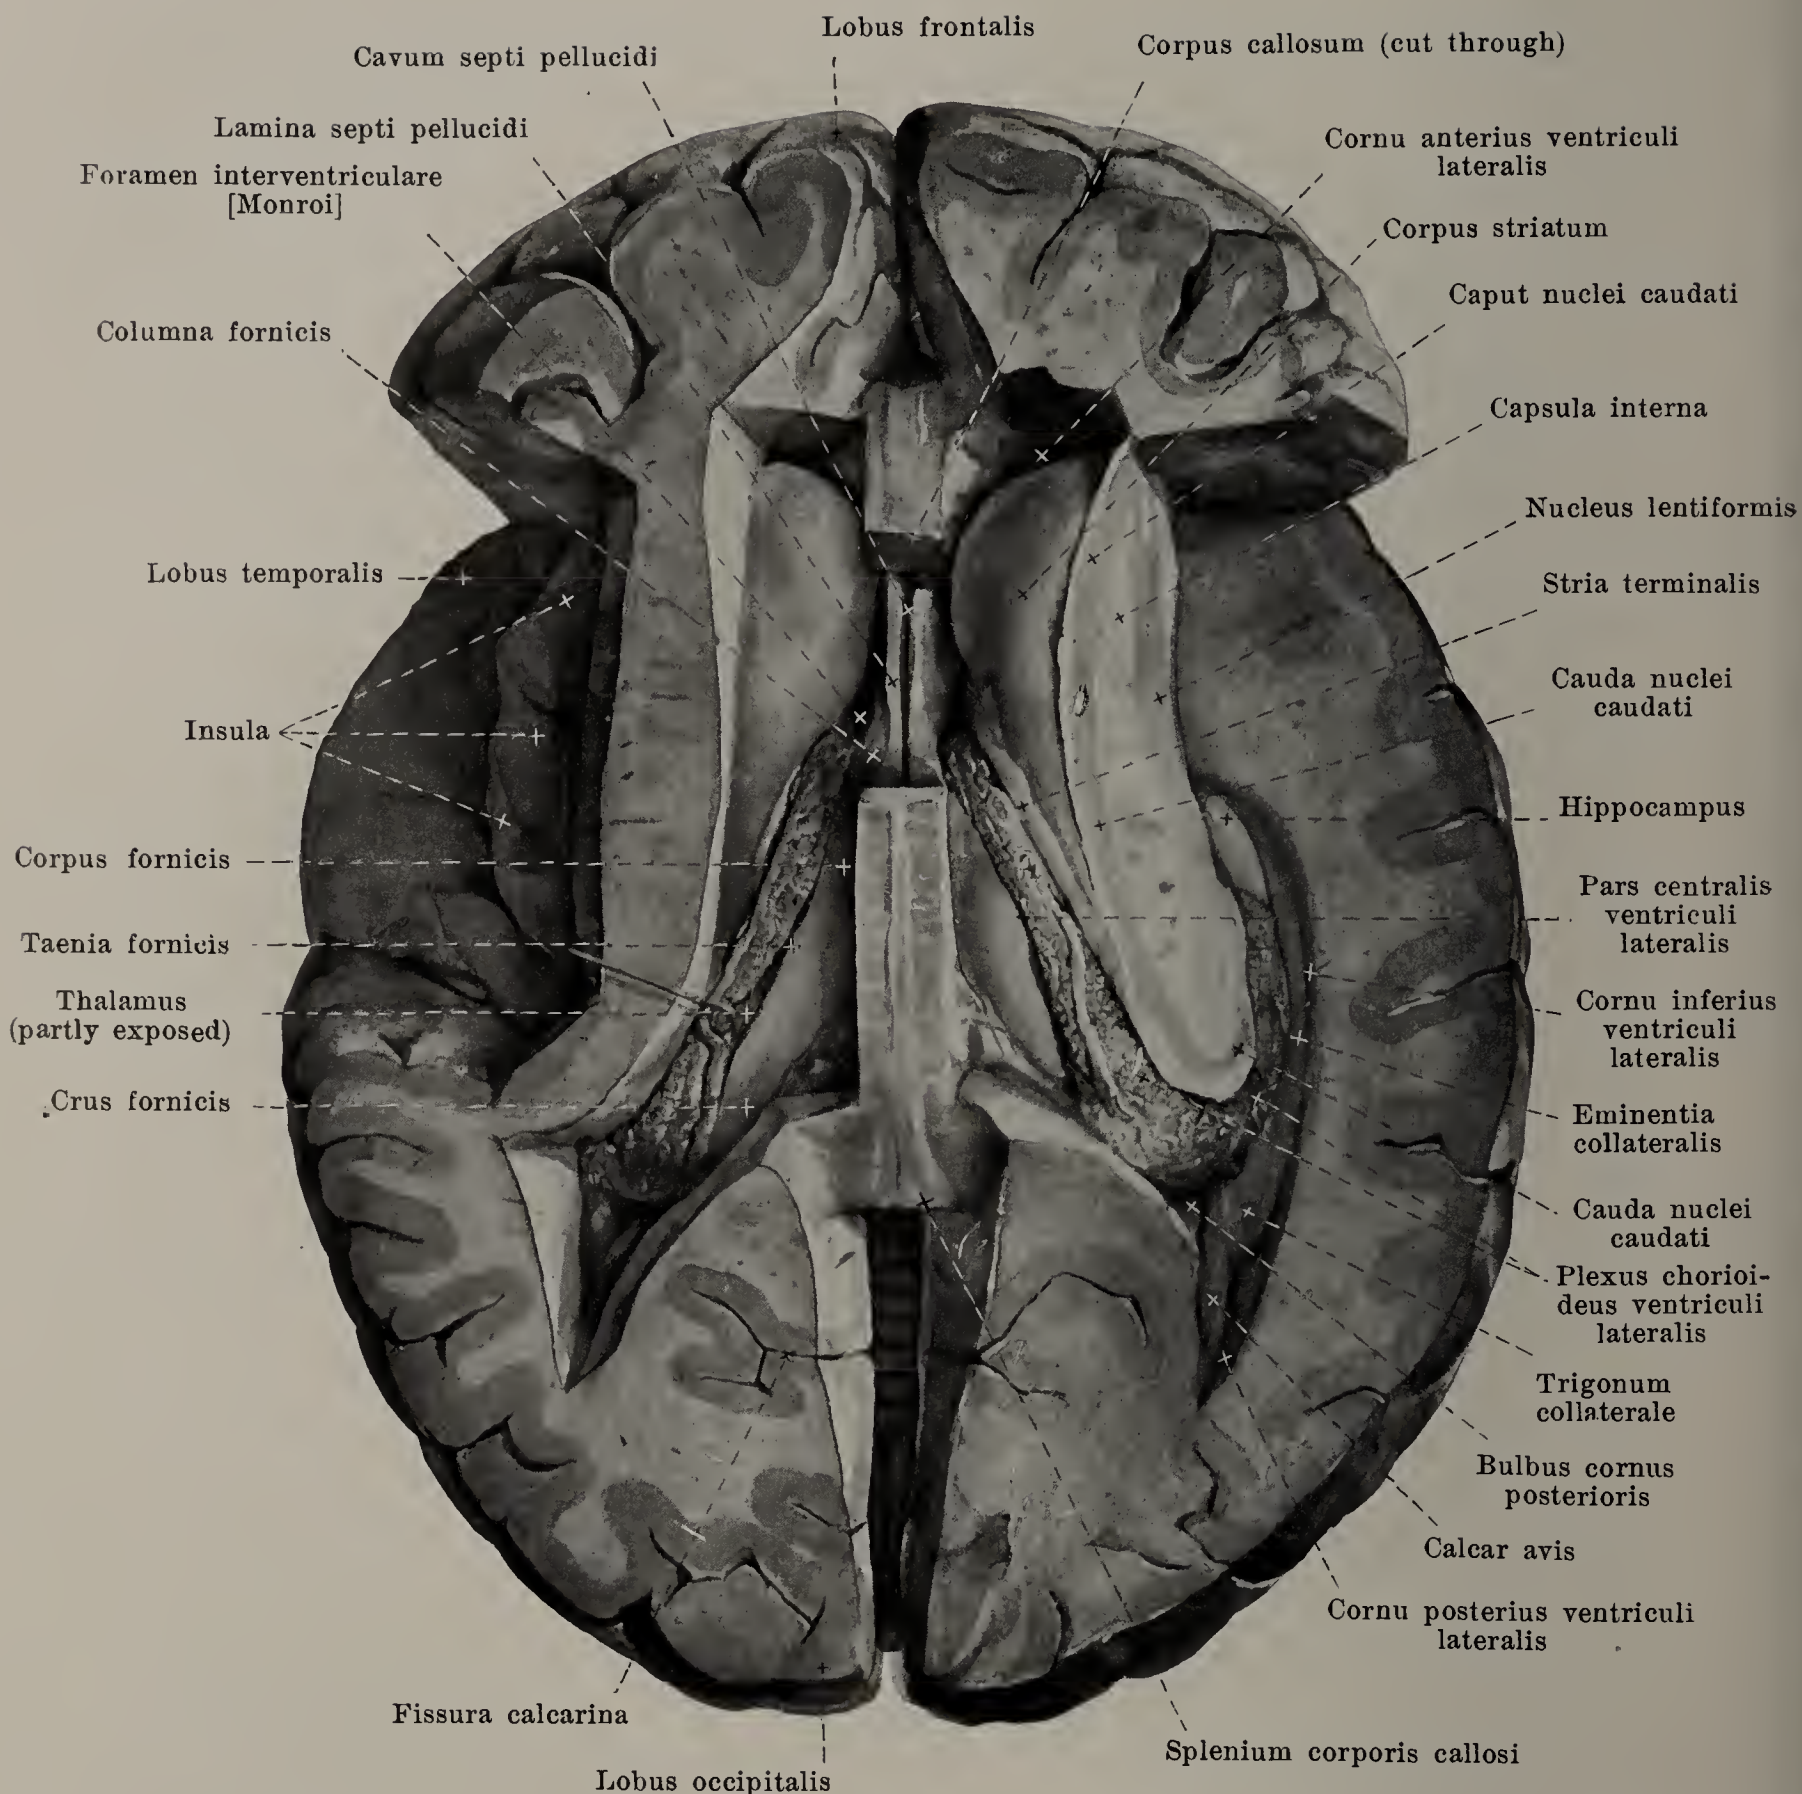 Lobus frontalis
Cavum septi pellucidi
Corpus callosum (cut through)
Lamina septi pellucidi
Foramen interventriculare
[Monroi]
Columna fornicis
Lobus temporalis
Insula
Corpus fornicis
Taenia fornicis
Thalamus
(partly exposed)
Crus fornicis
Cornu anterius ventriculi
lateralis
Corpus striatum
Caput nuclei caudati
Capsula interna
Nucleus lentiformis
Stria terminalis
Cauda nuclei
caudati
Hippocampus
Pars centralis
ventriculi
lateralis
Cornu inferius
ventriculi
lateralis
Eminentia
collateralis
Cauda nuclei
caudati
Plexus chorioi-
deus ventriculi
lateralis
Trigonum
collaterale
Bulbus cornus
posterioris
Calcar avis
Cornu posterius ventriculi
lateralis
Splenium corporis callosi
Fissura calcarina
Lobus occipitalis